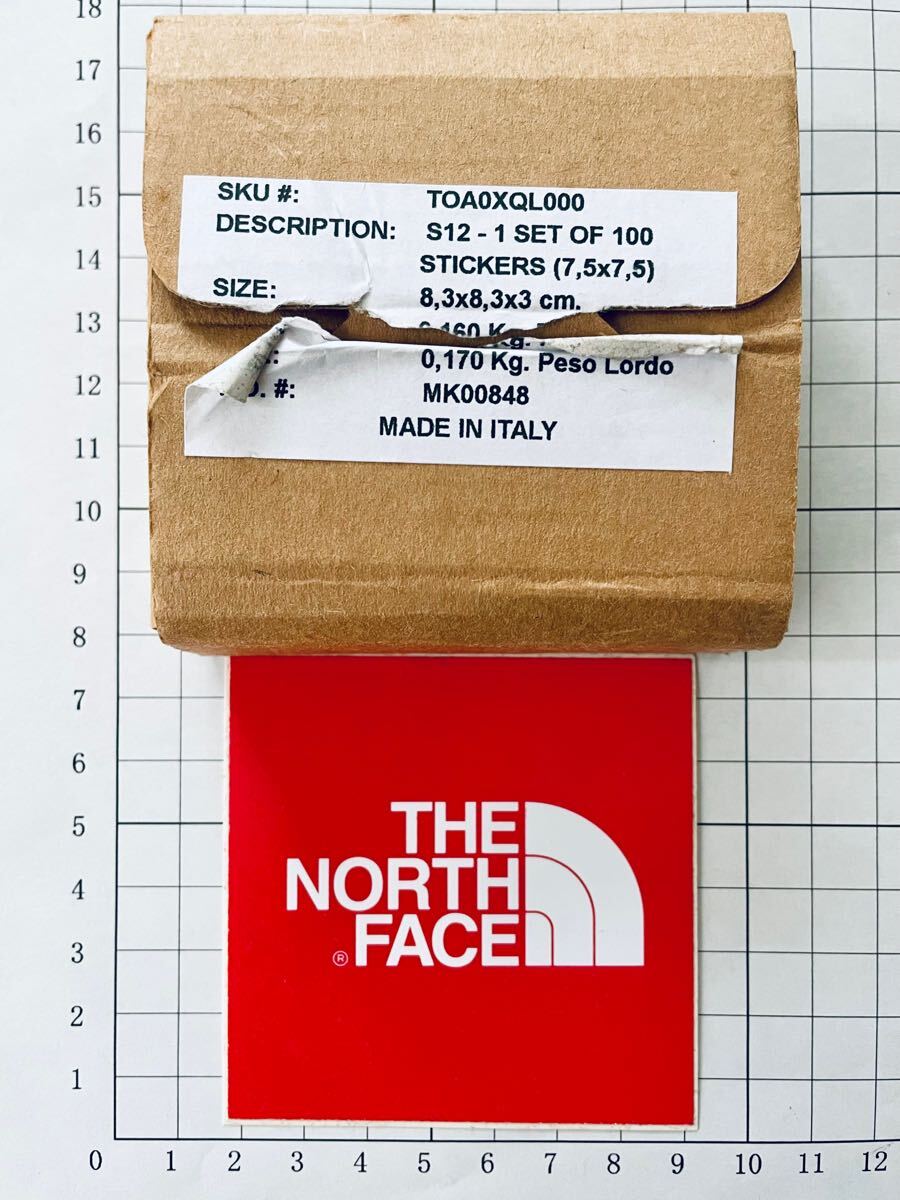 18
17
16
15
14
13
12
11
10
9
8
7
6
5
4
3
2
1
SKU #: TOA0XQL000
DESCRIPTION: S12 - 1 SET OF 100
STICKERS (7,5x7,5)
SIZE: 8,3x8,3x3 cm.
0,160 Kg.
0,170 Kg. Peso Lordo
#: MK00848
MADE IN ITALY
THE
NORTH
® FACE
0 1 2 3 4 5 6 7 8 9 10 11 12